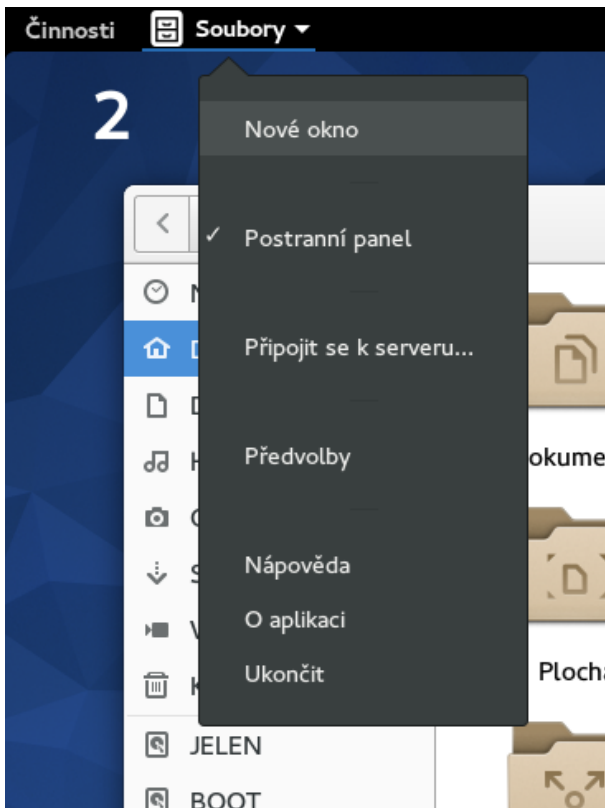 Činnosti Soubory
2
Nové okno
Postranní panel
Připojit se k serveru...
Předvolby
Nápověda
O aplikaci
Ukončit
okume
Plocha
JELEN
BOOT